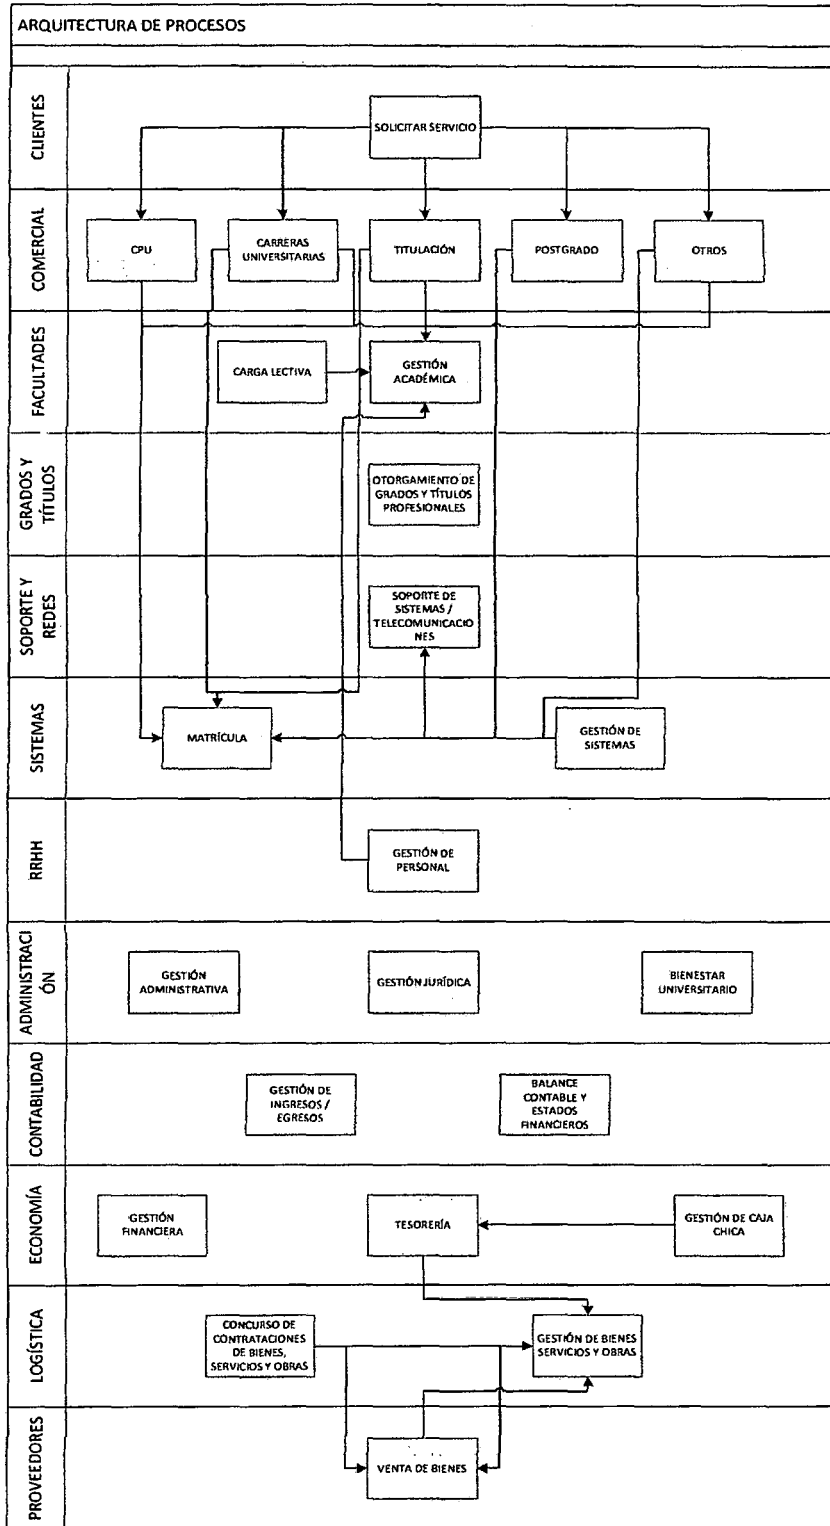 ARQUITECTURA DE PROCESOS
CLIENTES
SOLICITAR SERVICIO
COMERCIAL
CPU
CARRERAS
UNIVERSITARIAS
TITULACIÓN
POSTGRADO
OTROS
FACULTADES
CARGA LECTIVA
GESTIÓN
ACADÉMICA
GRADOS Y
TÍTULOS
OTORGAMIENTO DE
GRADOS Y TÍTULOS
PROFESIONALES
SOPORTE Y
REDES
SOPORTE DE
SISTEMAS /
TELECOMUNICACIO
NES
SISTEMAS
MATRÍCULA
GESTIÓN DE
SISTEMAS
RRHH
GESTIÓN DE
PERSONAL
ADMINISTRACI
ÓN
GESTIÓN
ADMINISTRATIVA
GESTIÓN JURÍDICA
BIENESTAR
UNIVERSITARIO
CONTABILIDAD
GESTIÓN DE
INGRESOS /
EGRESOS
BALANCE
CONTABLE Y
ESTADOS
FINANCIEROS
ECONOMÍA
GESTIÓN
FINANCIERA
TESORERÍA
GESTIÓN DE CAJA
CHICA
LOGÍSTICA
CONCURSO DE
CONTRATACIONES
DE BIENES,
SERVICIOS Y OBRAS
GESTIÓN DE BIENES
SERVICIOS Y OBRAS
PROVEEDORES
VENTA DE BIENES